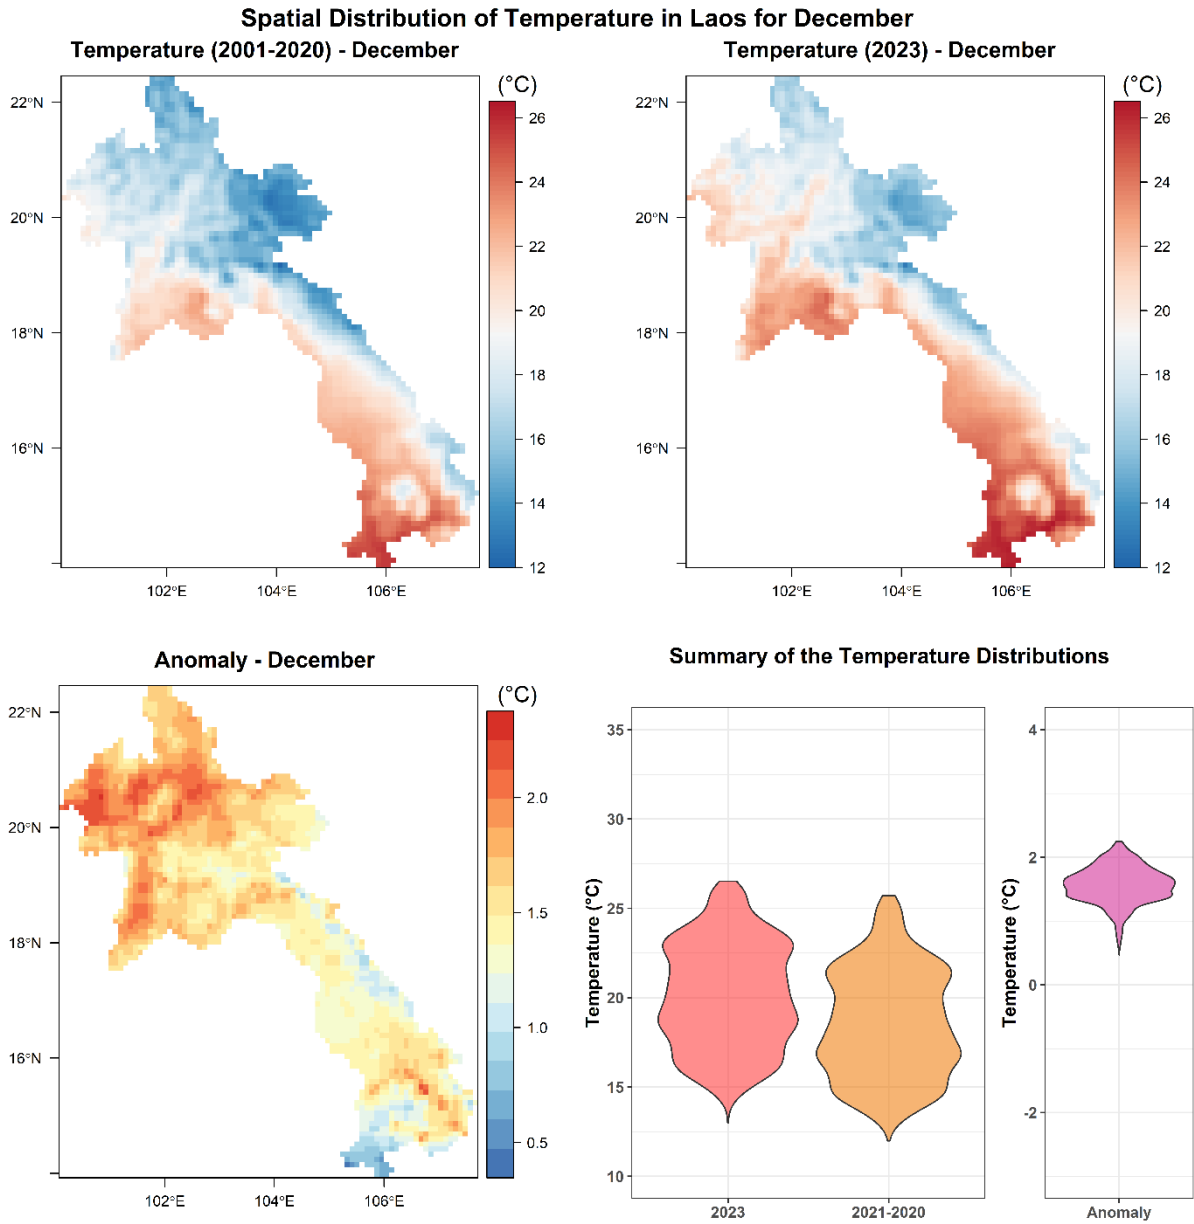 Spatial Distribution of Temperature in Laos for December
Temperature (2001-2020) - December
Temperature (2023) - December
(°C)
(°C)
22°N
20°N
18°N
16°N
102°E
104°E
106°E
26
24
22
20
18
16
14
12
22°N
20°N
18°N
16°N
102°E
104°E
106°E
26
24
22
20
18
16
14
12
Anomaly - December
(°C)
22°N
20°N
18°N
16°N
102°E
104°E
106°E
2.0
1.5
1.0
0.5
Summary of the Temperature Distributions
Temperature (°C)
35
30
25
20
15
10
2023
2021-2020
Temperature (°C)
4
2
0
-2
Anomaly